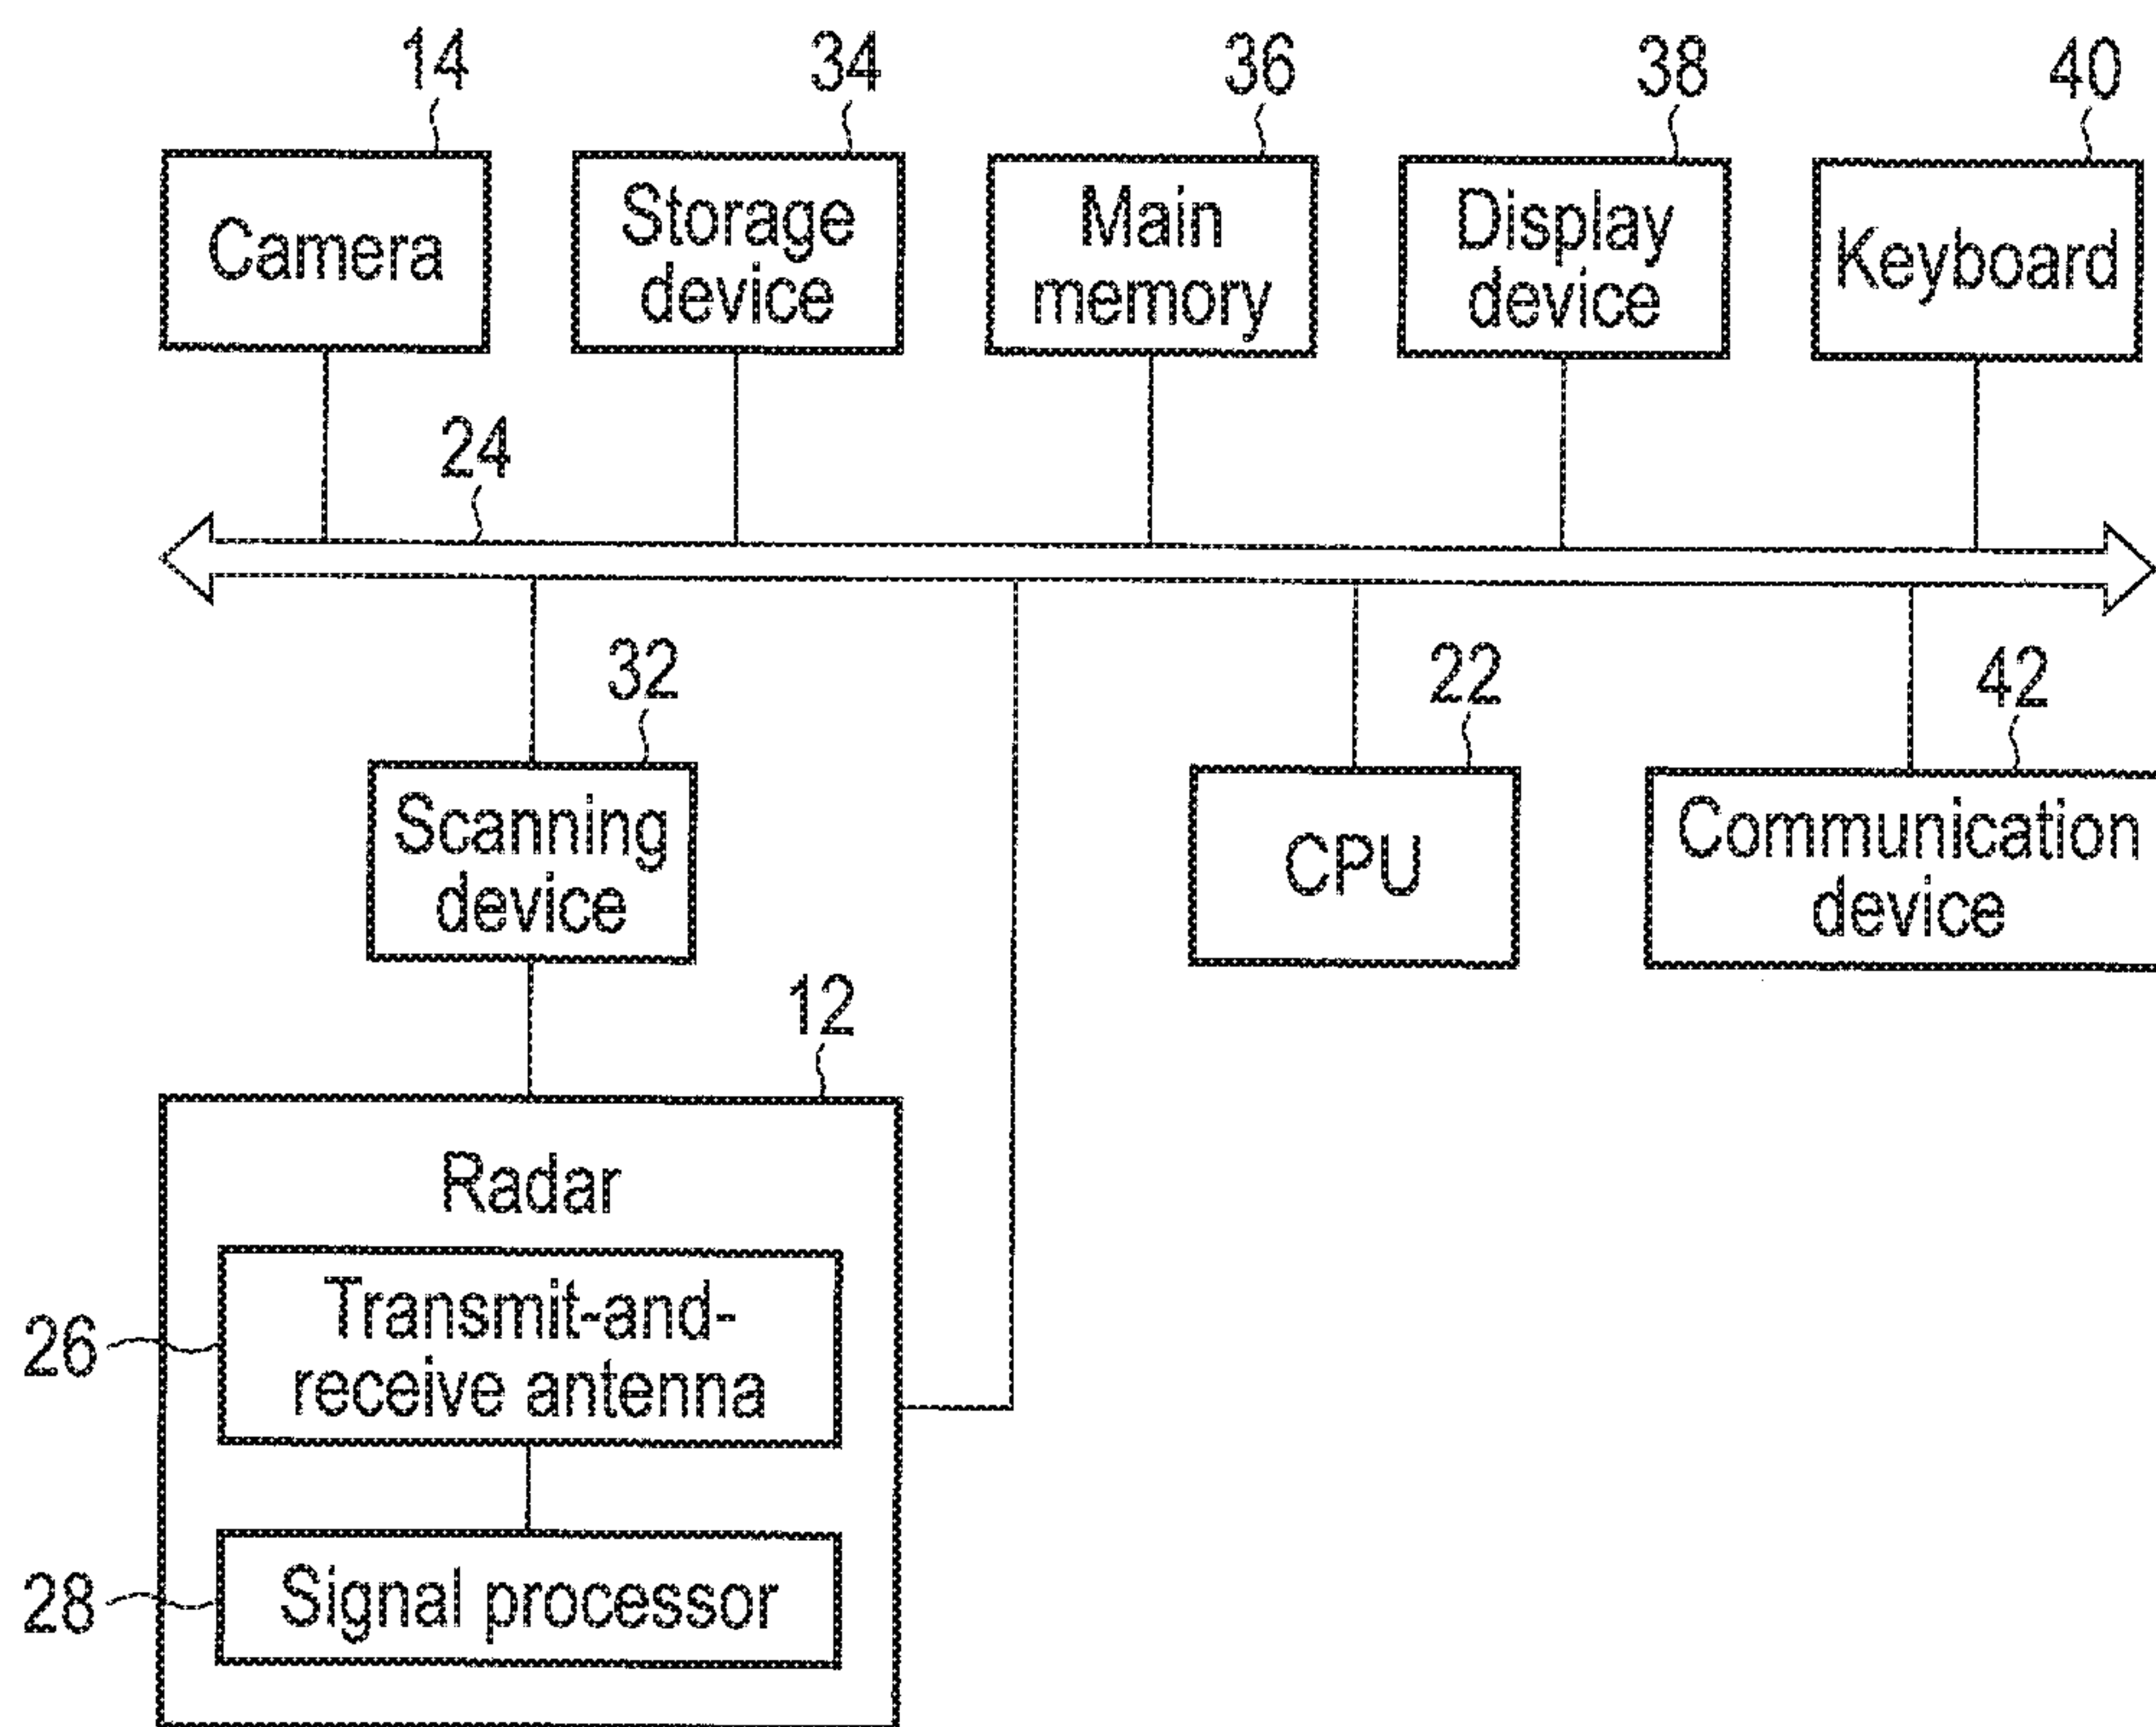 14
34
36
38
40
Camera
Storage
device
Main
memory
Display
device
Keyboard
24
32
22
42
Scanning
device
CPU
Communication
device
12
Radar
26
Transmit-and-
receive antenna
28
Signal processor